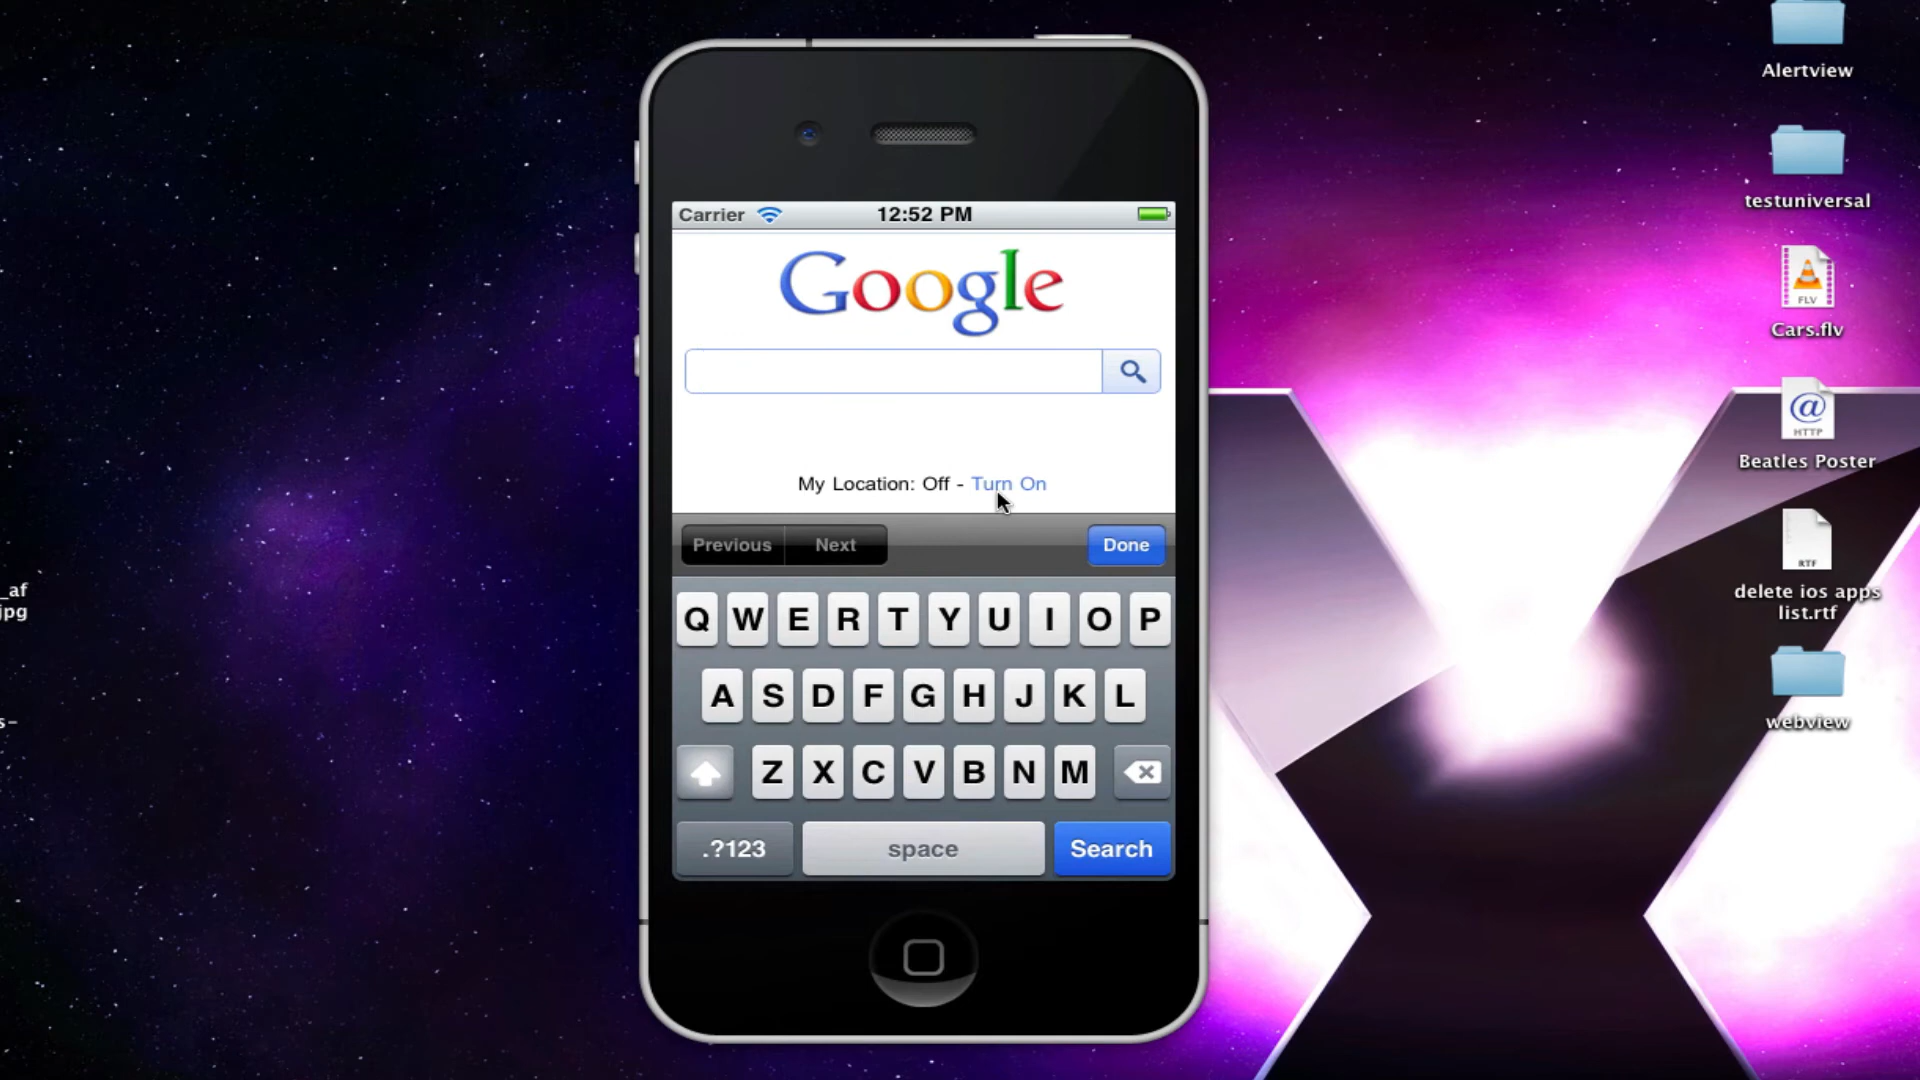 Carrier 12:52 PM
Google
My Location: Off - Turn On
Previous Next Done
Q W E R T Y U I O P
A S D F G H J K L
Z X C V B N M
.?123 space Search
Alertview
testuniversal
FLV
Cars.flv
@
HTTP
Beatles Poster
RTF
delete ios apps
list.rtf
webview
_af
jpg
s-